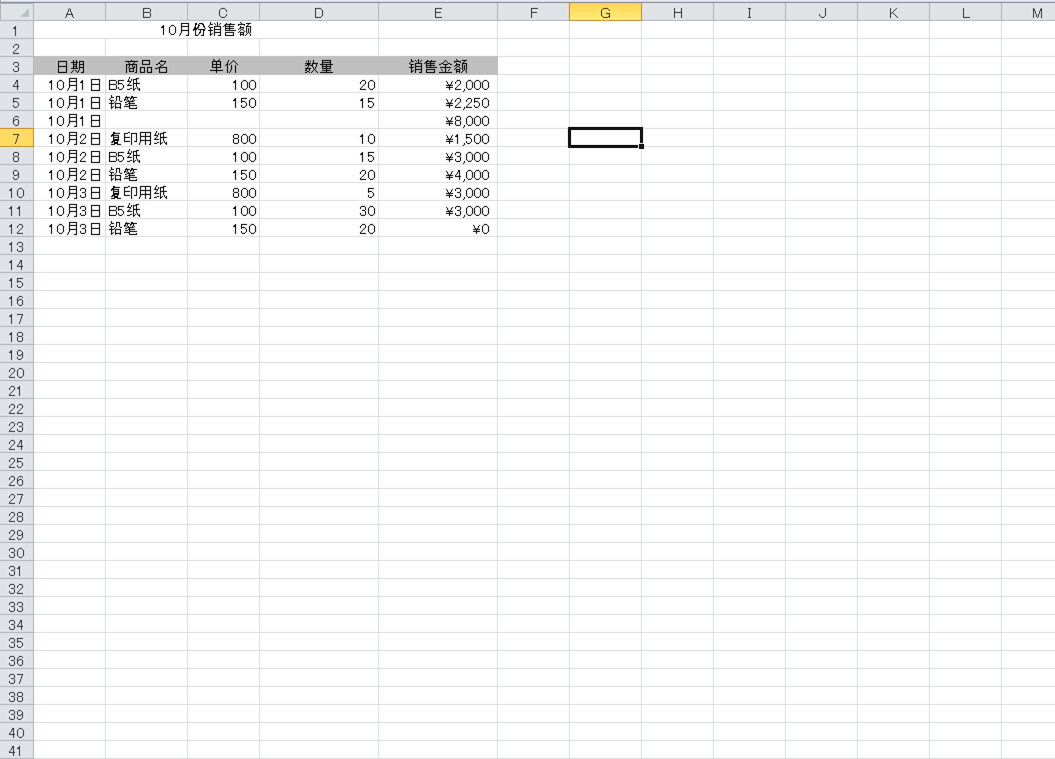 A B C D E F G H I J K L M
1 10月份销售额
2
3 日期 商品名 单价 数量 销售金额
4 10月1日 B5纸 100 20 ¥2,000
5 10月1日 铅笔 150 15 ¥2,250
6 10月1日 ¥8,000
7 10月2日 复印用纸 800 10 ¥1,500
8 10月2日 B5纸 100 15 ¥3,000
9 10月2日 铅笔 150 20 ¥4,000
10 10月3日 复印用纸 800 5 ¥3,000
11 10月3日 B5纸 100 30 ¥3,000
12 10月3日 铅笔 150 20 ¥0
13
14
15
16
17
18
19
20
21
22
23
24
25
26
27
28
29
30
31
32
33
34
35
36
37
38
39
40
41